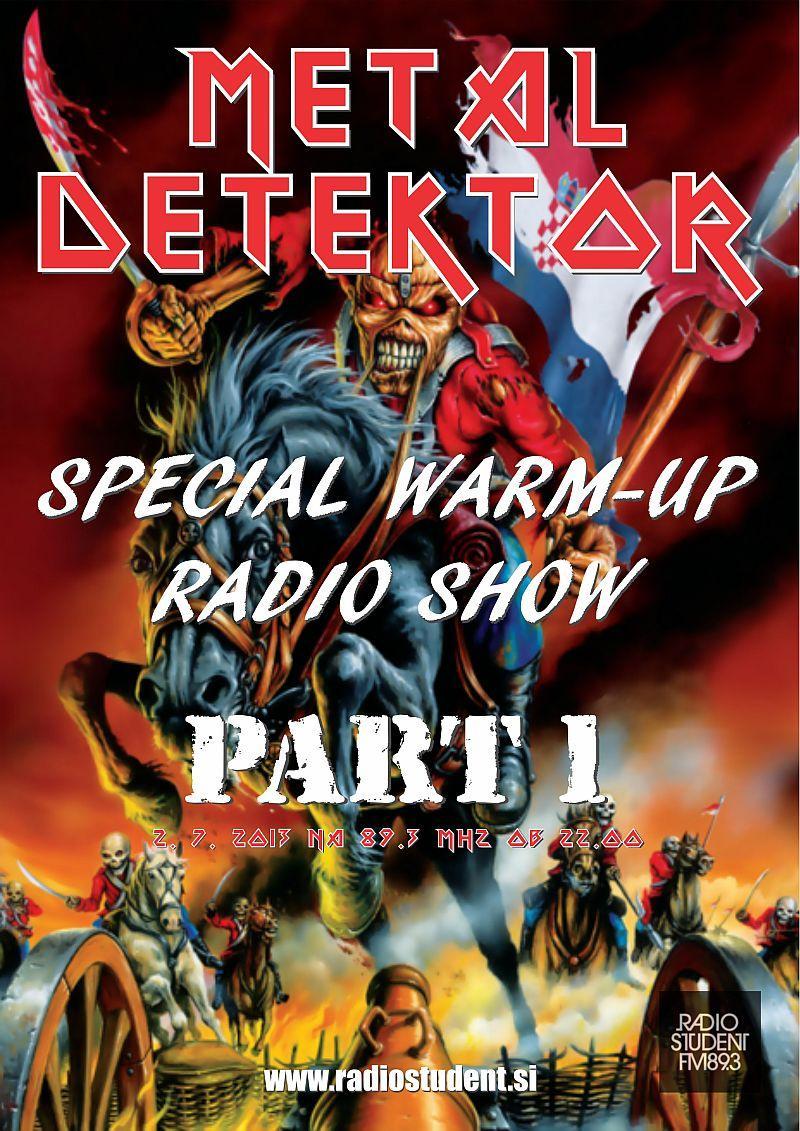 METAL
DETEKTOR
SPECIAL WARM-UP
RADIO SHOW
PART 1
2. 7. 2013 NA 89.3 MHZ OB 22.00
RADIO
STUDENT
FM89,3
www.radiostudent.si